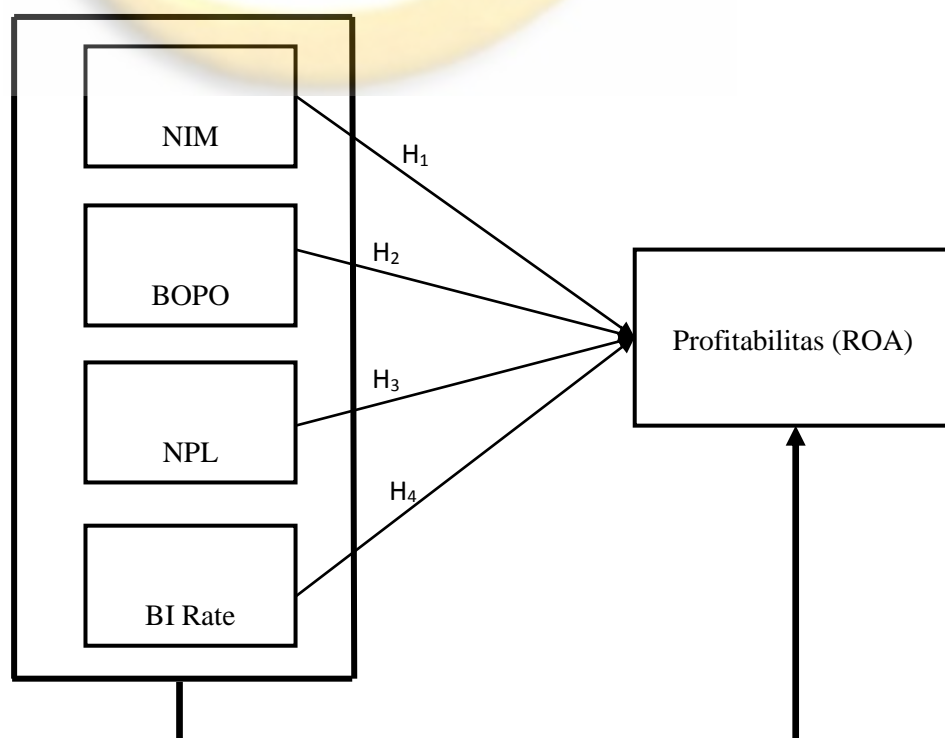 NIM
H₁
BOPO
H₂
Profitabilitas (ROA)
NPL
H₃
BI Rate
H₄